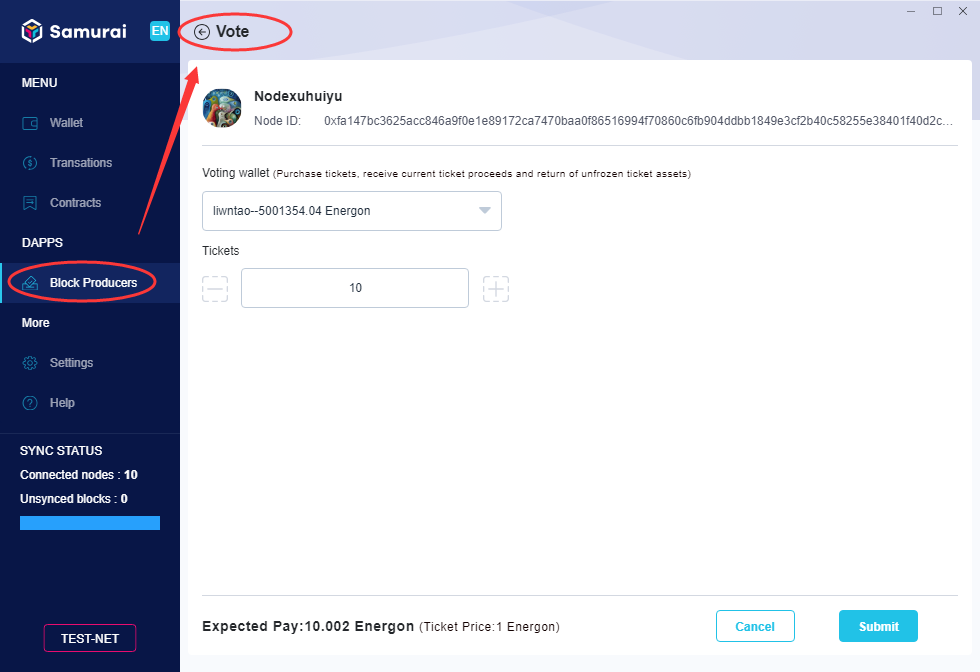 Samurai EN
MENU
Wallet
Transations
Contracts
DAPPS
Block Producers
More
Settings
Help
SYNC STATUS
Connected nodes : 10
Unsynced blocks : 0
TEST-NET
Vote
Nodexuhuiyu
Node ID: 0xfa147bc3625acc846a9f0e1e89172ca7470baa0f86516994f70860c6fb904ddbb1849e3cf2b40c58255e38401f40d2c...
Voting wallet (Purchase tickets, receive current ticket proceeds and return of unfrozen ticket assets)
liwntao--5001354.04 Energon
Tickets
10
Expected Pay:10.002 Energon (Ticket Price:1 Energon)
Cancel
Submit